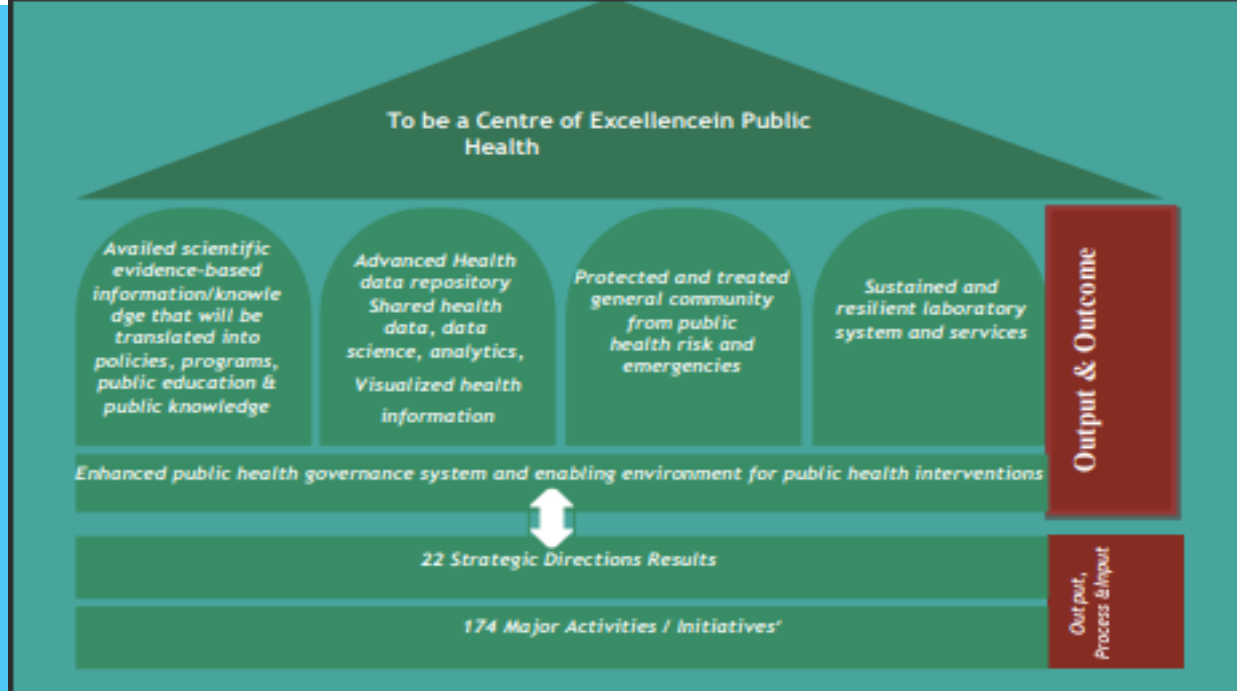 To be a Centre of Excellencein Public
Health
Availed scientific
evidence-based
information/knowle
dge that will be
translated into
policies, programs,
public education &
public knowledge
Advanced Health
data repository
Shared health
data, data
science, analytics,
Visualized health
information
Protected and treated
general community
from public
health risk and
emergencies
Sustained and
resilient laboratory
system and services
Output & Outcome
Enhanced public health governance system and enabling environment for public health interventions
22 Strategic Directions Results
174 Major Activities / Initiatives’
Output,
Process &Input